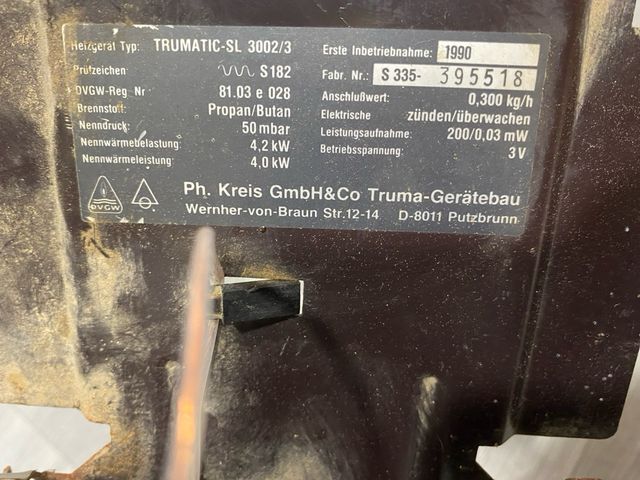 Heizgerät Typ: TRUMATIC-SL 3002/3
Prüfzeichen S182
DVGW-Reg Nr 81.03 e 028
Brennstoff: Propan/Butan
Nenndruck: 50 mbar
Nennwärmebelastung 4,2 kW
Nennwärmeleistung 4,0 kW
Erste Inbetriebnahme: 1990
Fabr. Nr.: S 335- 395518
Anschlußwert: 0,300 kg/h
Elektrische zünden/überwachen
Leistungsaufnahme: 200/0,03 mW
Betriebsspannung: 3 V
DVGW
Ph. Kreis GmbH&Co Truma-Gerätebau
Wernher-von-Braun Str.12-14 D-8011 Putzbrunn